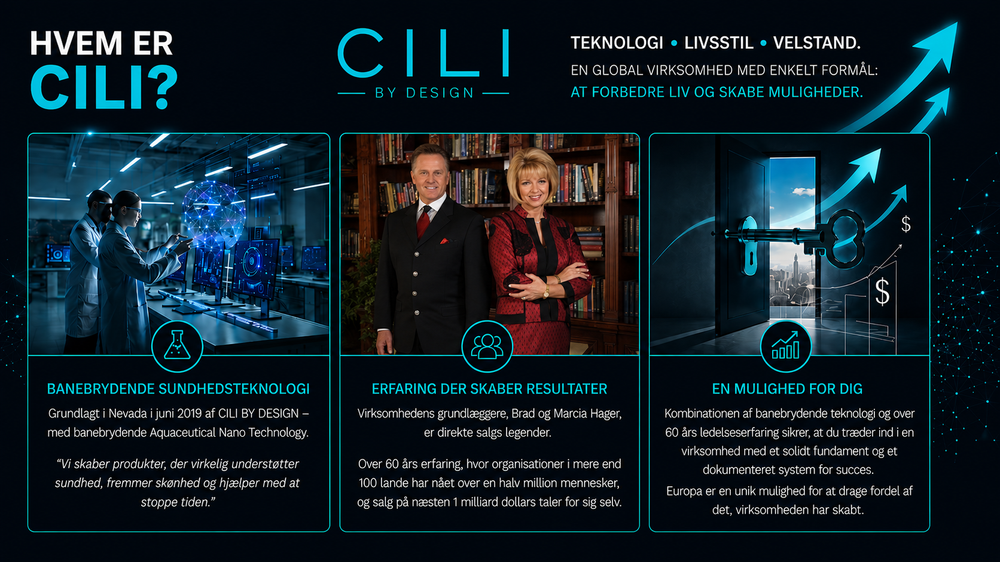 HVEM ER
CILI?
CILI
BY DESIGN
TEKNOLOGI • LIVSSTIL • VELSTAND.
EN GLOBAL VIRKSOMHED MED ENKELT FORMÅL:
AT FORBEDRE LIV OG SKABE MULIGHEDER.
$
$
BANEBRYDENDE SUNDHEDSTEKNOLOGI
Grundlagt i Nevada i juni 2019 af CILI BY DESIGN –
med banebrydende Aquaceutical Nano Technology.
“Vi skaber produkter, der virkelig understøtter
sundhed, fremmer skønhed og hjælper med at
stoppe tiden.”
ERFARING DER SKABER RESULTATER
Virksomhedens grundlæggere, Brad og Marcia Hager,
er direkte salgs legender.
Over 60 års erfaring, hvor organisationer i mere end
100 lande har nået over en halv million mennesker,
og salg på næsten 1 milliard dollars taler for sig selv.
EN MULIGHED FOR DIG
Kombinationen af banebrydende teknologi og over
60 års ledelseserfaring sikrer, at du træder ind i en
virksomhed med et solidt fundament og et
dokumenteret system for succes.
Europa er en unik mulighed for at drage fordel af
det, virksomheden har skabt.